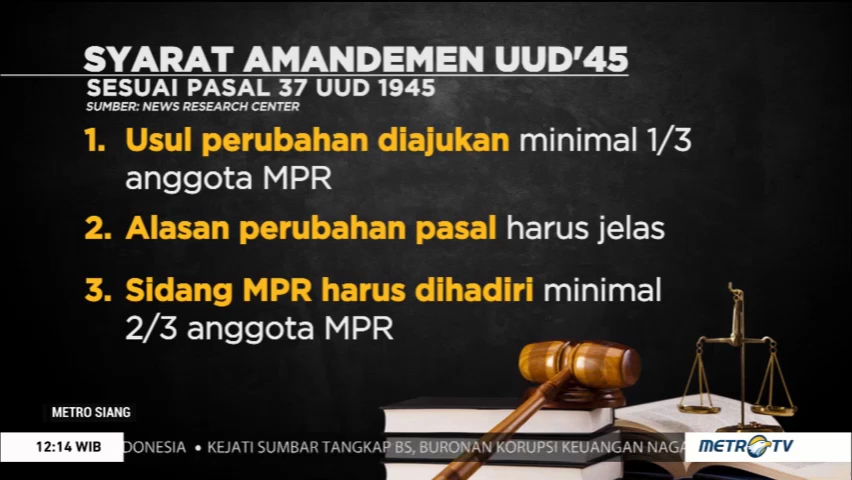 SYARAT AMANDEMEN UUD'45
SESUAI PASAL 37 UUD 1945
SUMBER: NEWS RESEARCH CENTER
1. Usul perubahan diajukan minimal 1/3
anggota MPR
2. Alasan perubahan pasal harus jelas
3. Sidang MPR harus dihadiri minimal
2/3 anggota MPR
METRO SIANG
12:14 WIB DONESIA • KEJATI SUMBAR TANGKAP BS, BURONAN KORUPSI KEUANGAN NAGA METRO TV